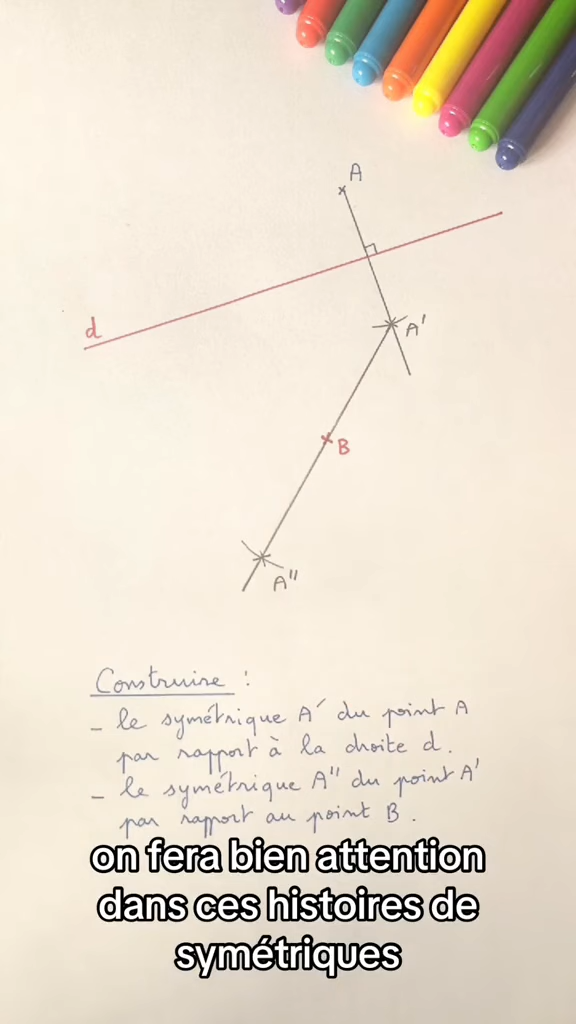 A
d
A'
B
A"
Construire :
- le symétrique A' du point A
par rapport à la droite d.
- le symétrique A" du point A'
par rapport au point B.
on fera bien attention
dans ces histoires de
symétriques